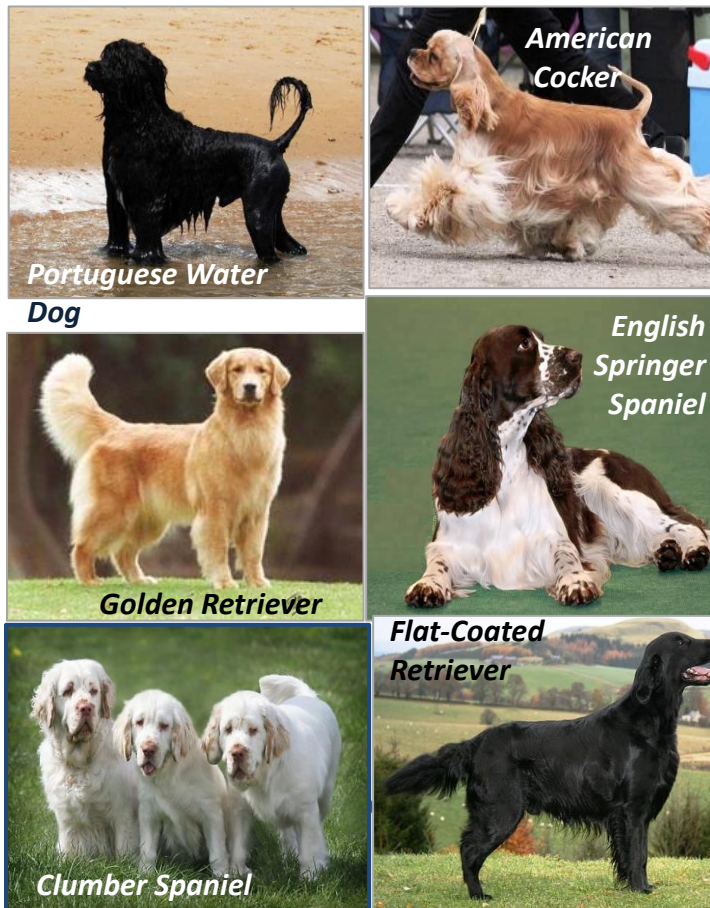 Portuguese Water
Dog
American
Cocker
Golden Retriever
English
Springer
Spaniel
Clumber Spaniel
Flat-Coated
Retriever